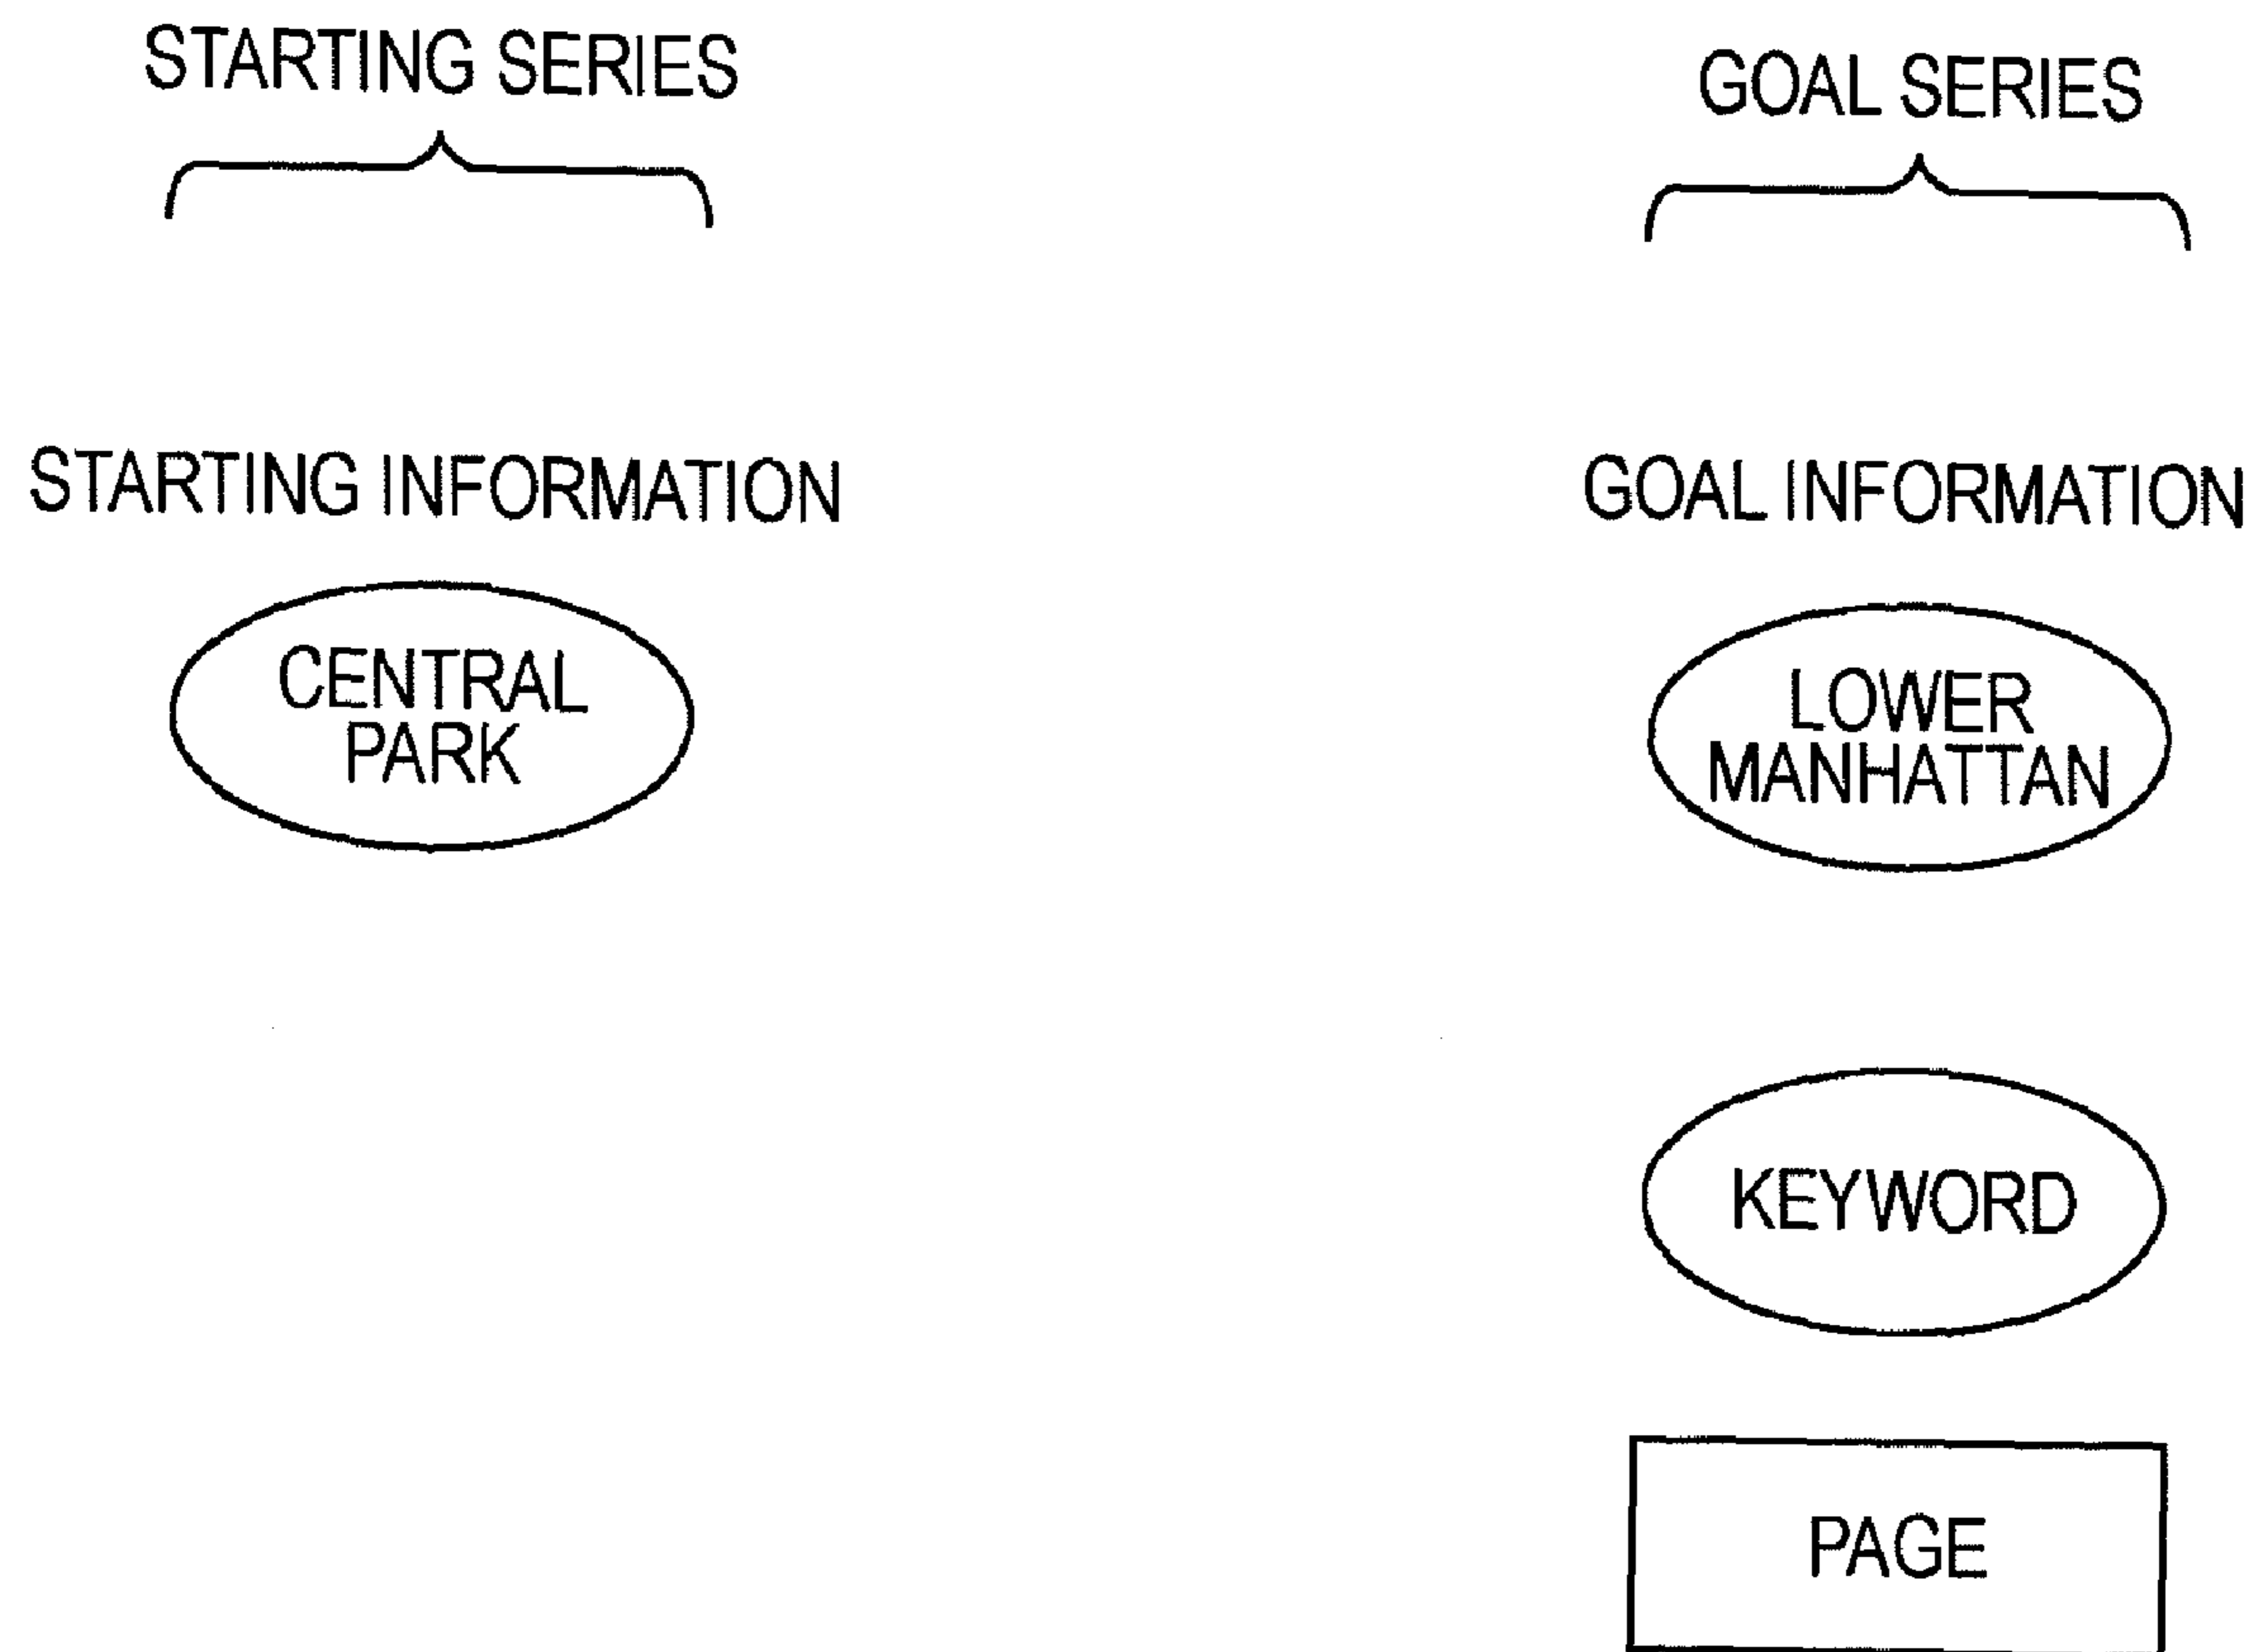 STARTING SERIES
GOAL SERIES
STARTING INFORMATION
GOAL INFORMATION
CENTRAL
PARK
LOWER
MANHATTAN
KEYWORD
PAGE